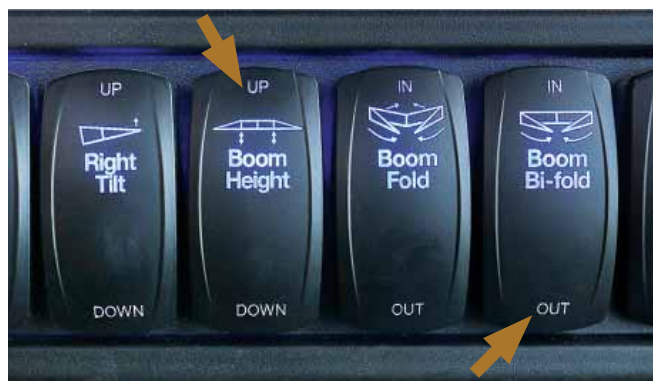 UP
Right
Tilt
DOWN
UP
Boom
Height
DOWN
IN
Boom
Fold
OUT
IN
Boom
Bi-fold
OUT